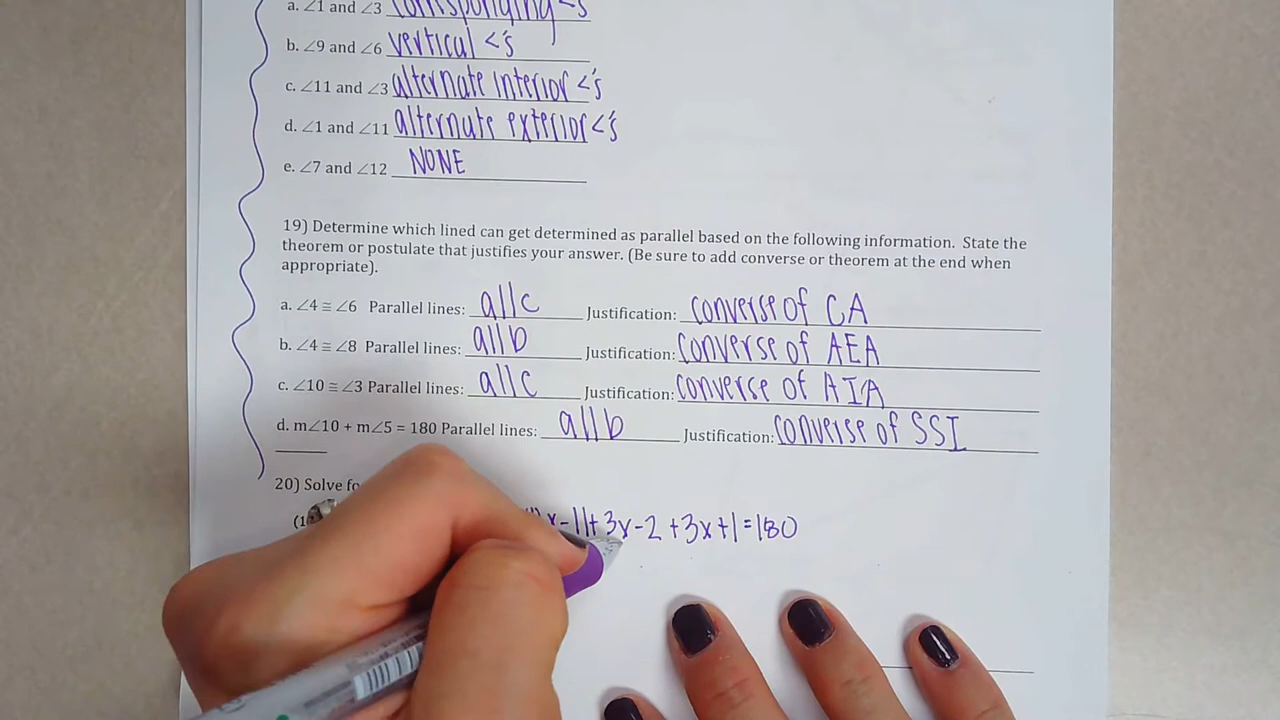 a. ∠1 and ∠3 corresponding <'s
b. ∠9 and ∠6 vertical <'s
c. ∠11 and ∠3 alternate interior <'s
d. ∠1 and ∠11 alternate exterior <'s
e. ∠7 and ∠12 NONE
19) Determine which lined can get determined as parallel based on the following information. State the
theorem or postulate that justifies your answer. (Be sure to add converse or theorem at the end when
appropriate).
a. ∠4 ≅ ∠6 Parallel lines: a||c Justification: converse of CA
b. ∠4 ≅ ∠8 Parallel lines: a||b Justification: converse of AEA
c. ∠10 ≅ ∠3 Parallel lines: a||c Justification: converse of AIA
d. m∠10 + m∠5 = 180 Parallel lines: a||b Justification: converse of SSI
20) Solve
x-11+3x-2+3x+1=180